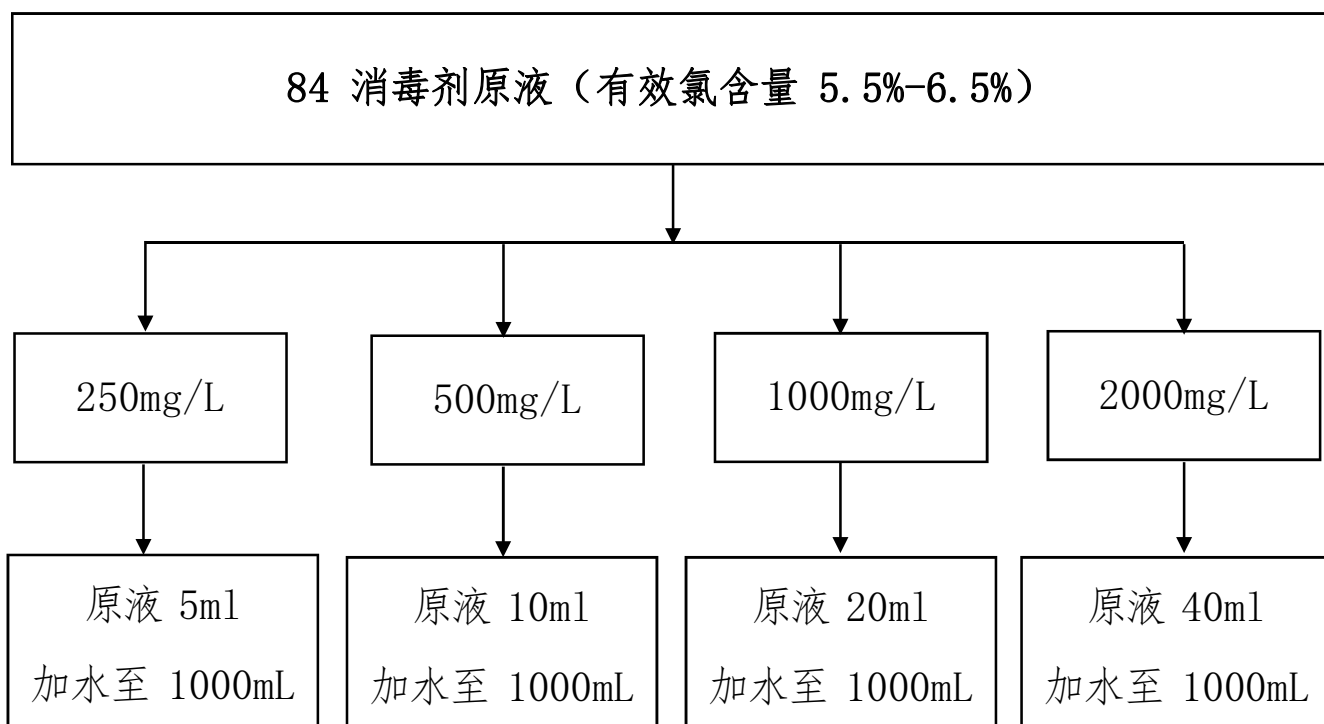 84 消毒剂原液（有效氯含量 5.5%-6.5%）
250mg/L
500mg/L
1000mg/L
2000mg/L
原液 5ml
加水至 1000mL
原液 10ml
加水至 1000mL
原液 20ml
加水至 1000mL
原液 40ml
加水至 1000mL